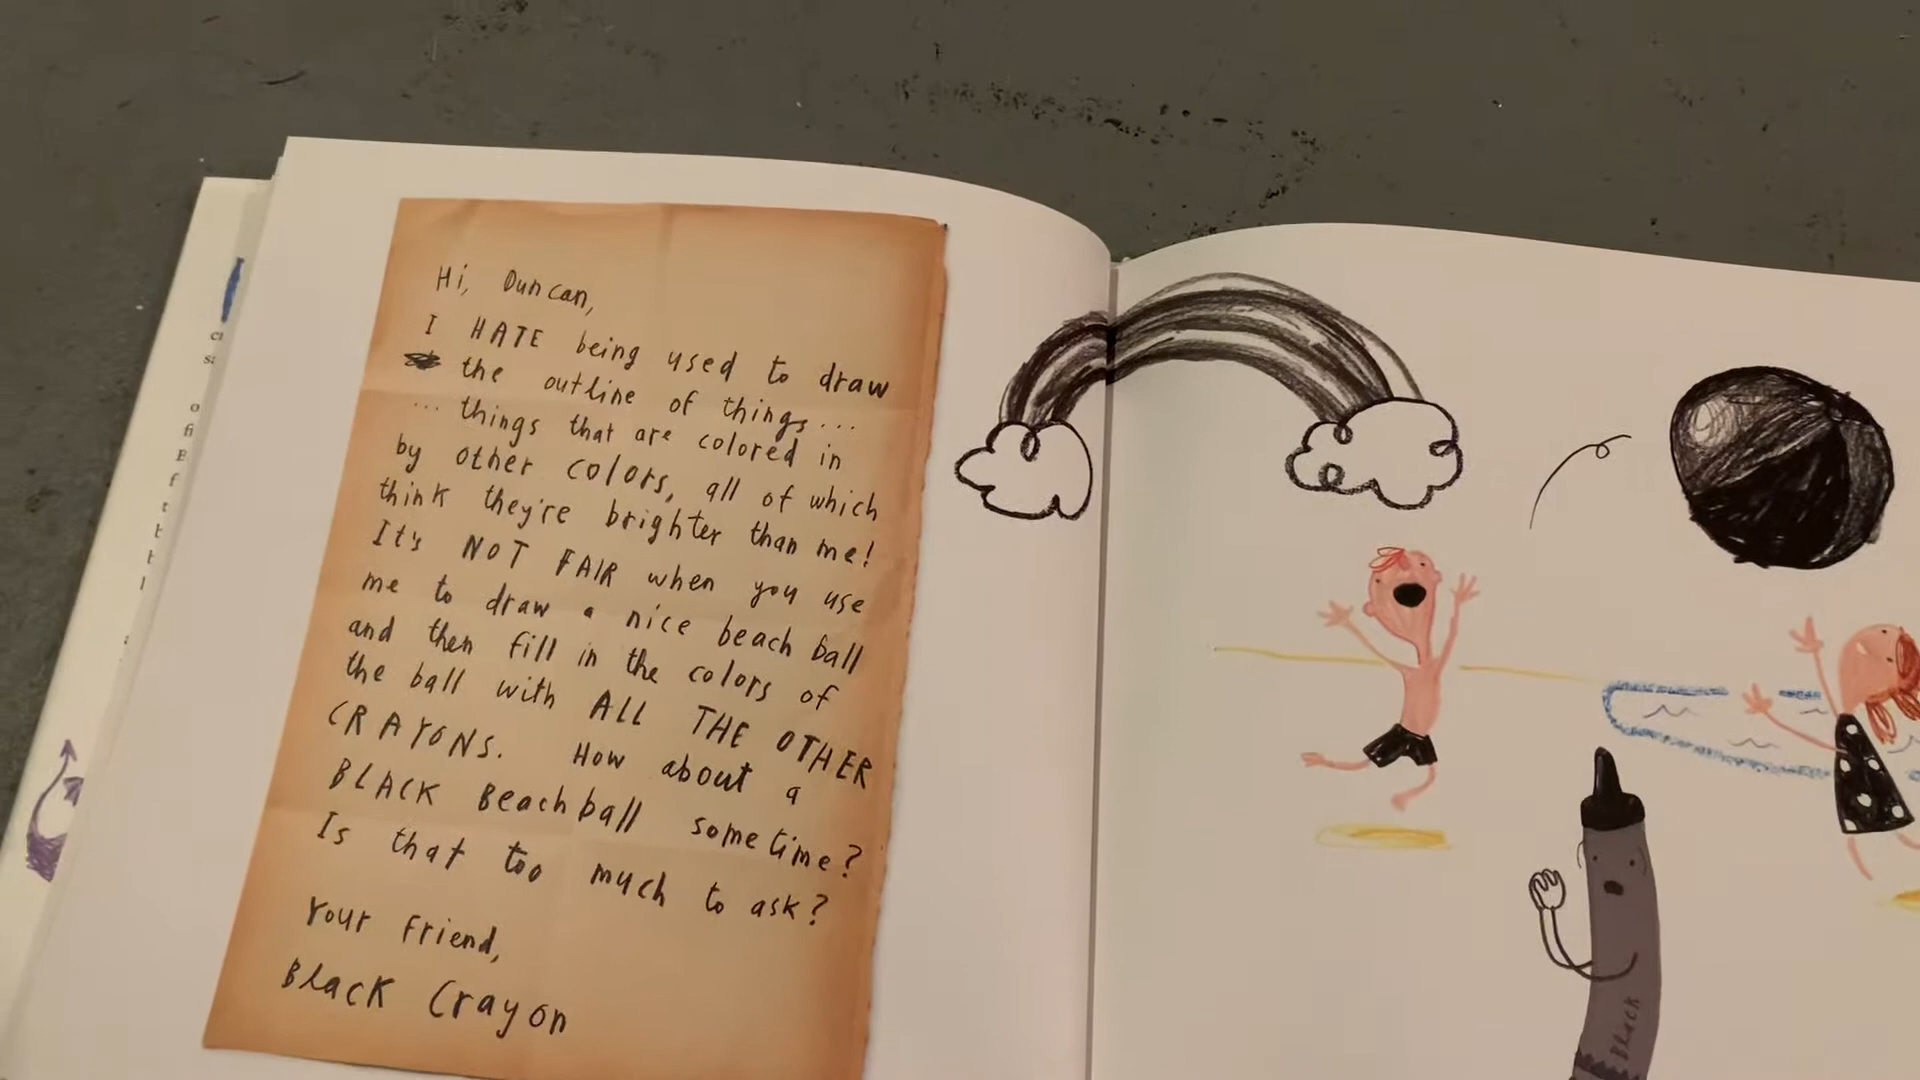 Hi, Duncan,
I HATE being used to draw
the outline of things...
... things that are colored in
by other colors, all of which
think they're brighter than me!
It's NOT FAIR when you use
me to draw a nice beach ball
and then fill in the colors of
the ball with ALL THE OTHER
CRAYONS. How about a
BLACK Beachball sometime?
Is that too much to ask?
Your Friend,
Black Crayon
Black